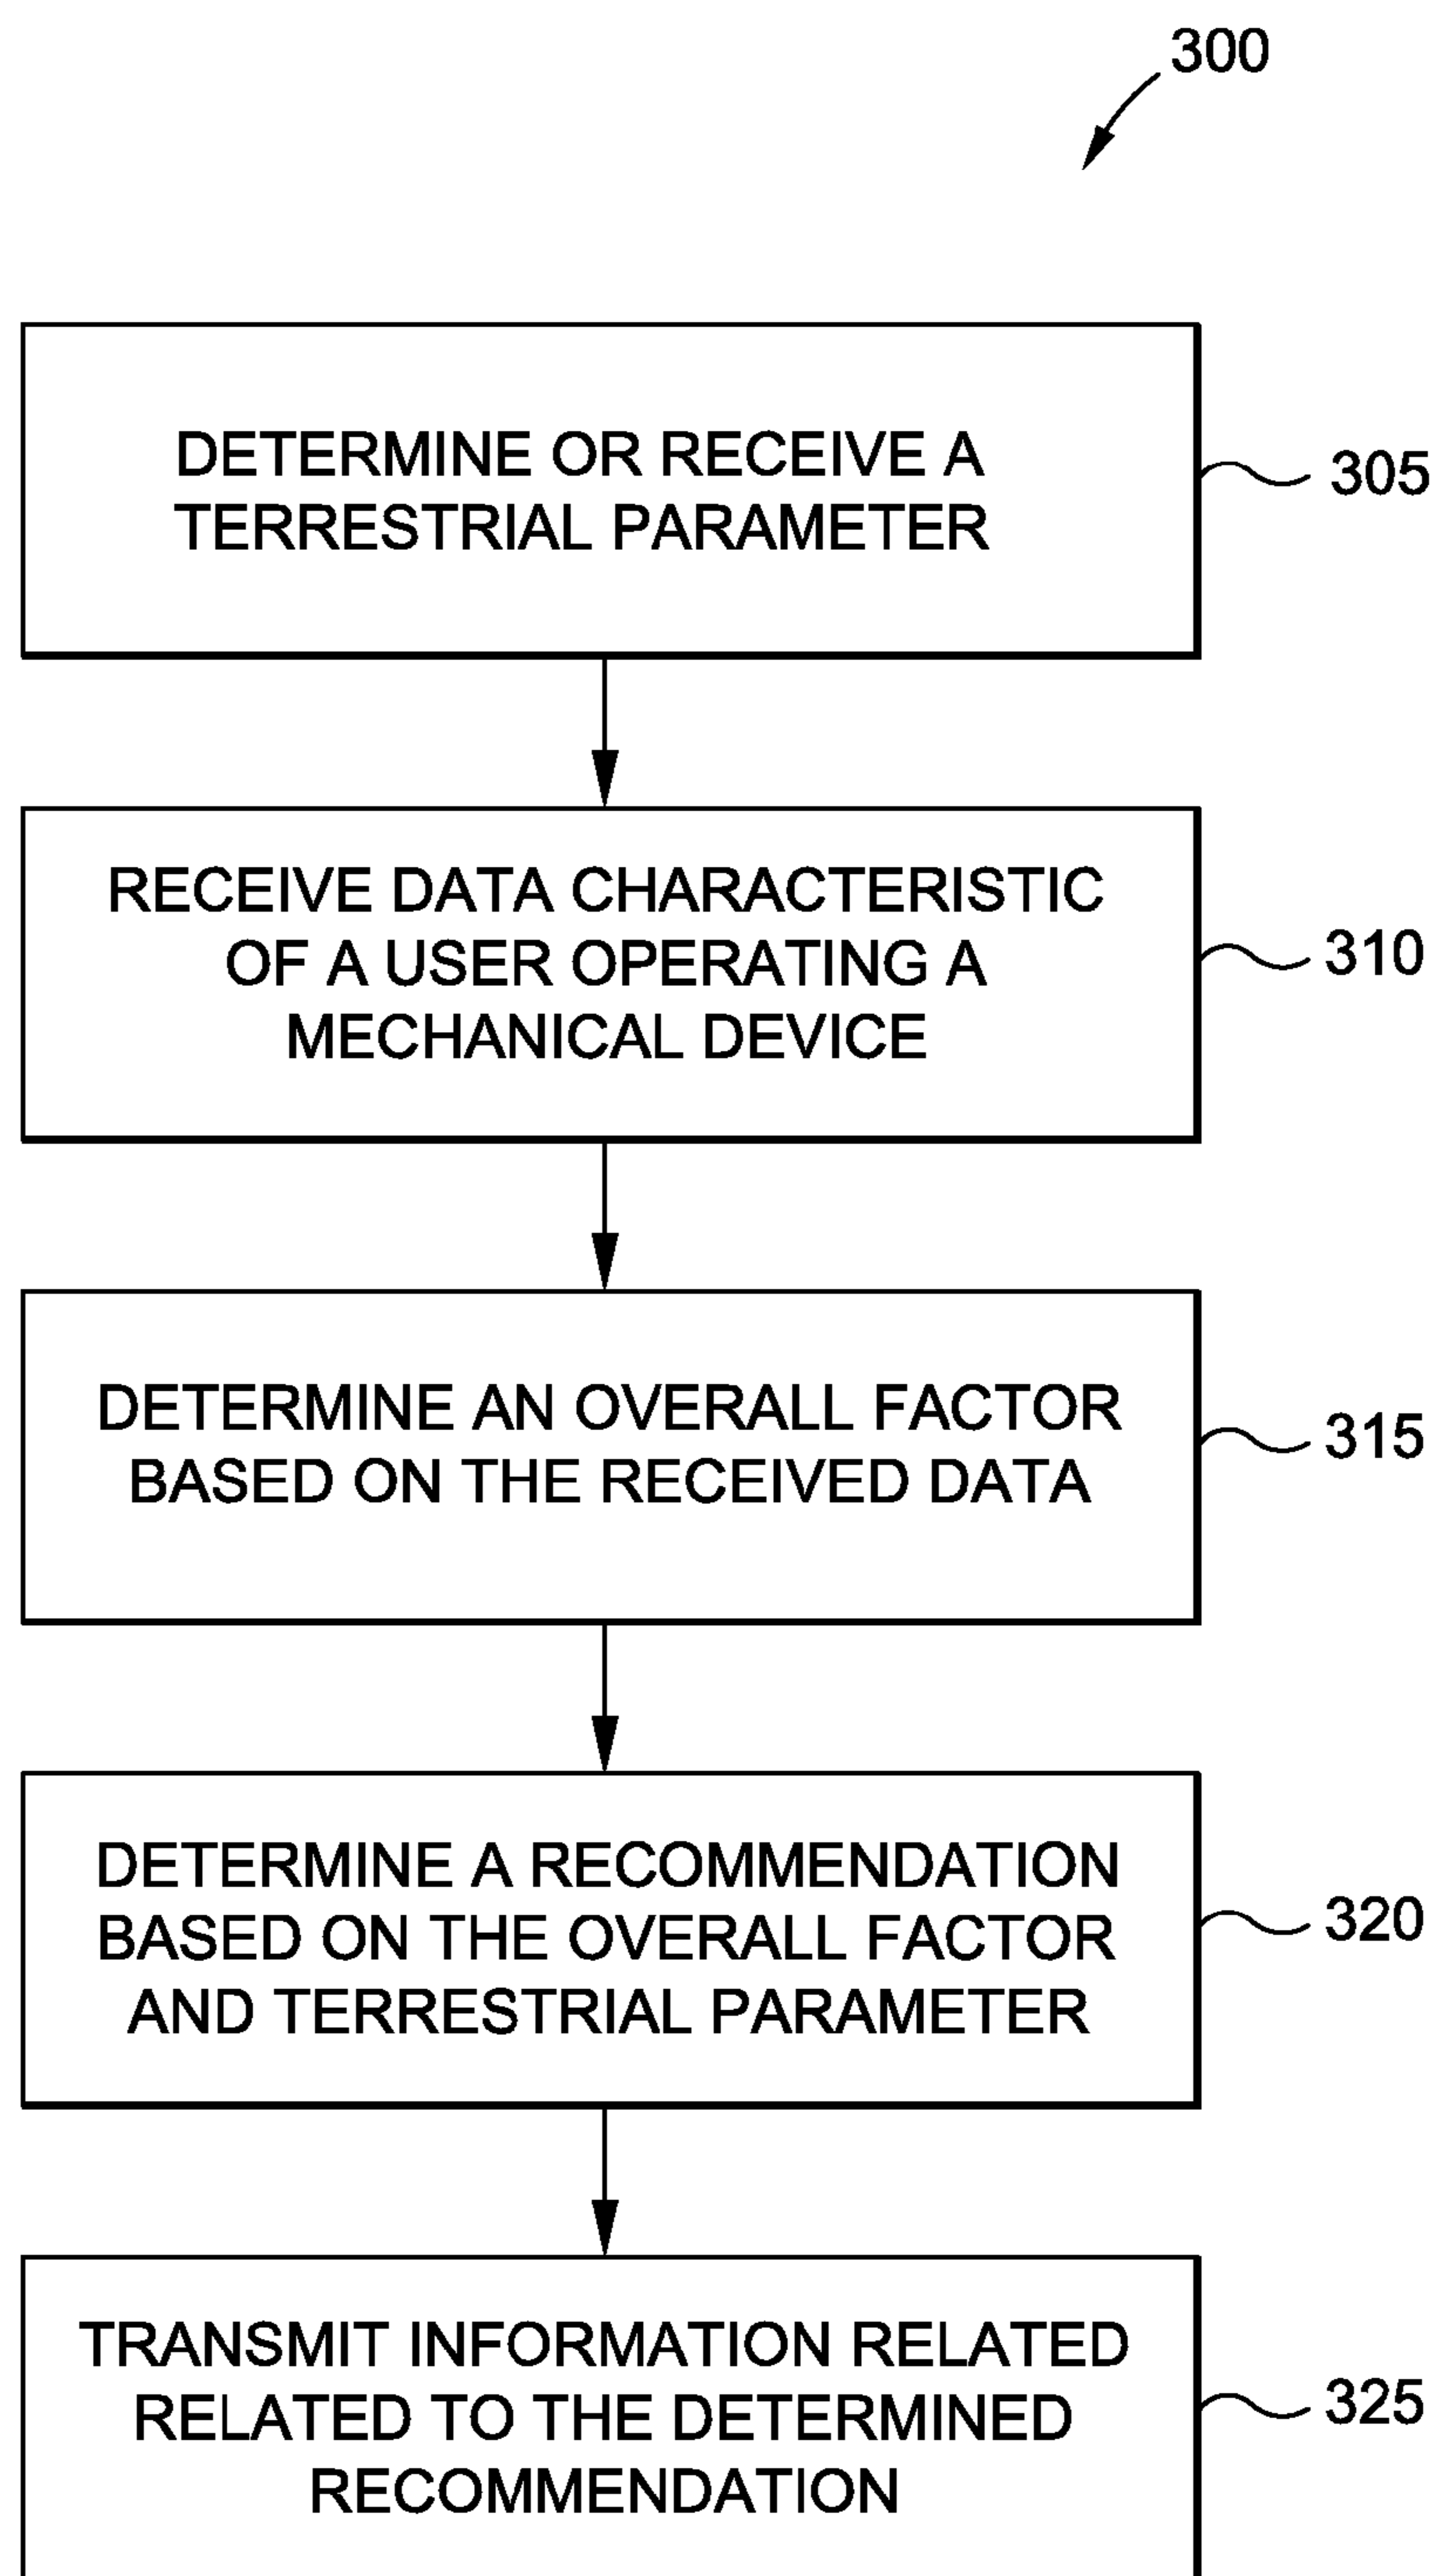 300
DETERMINE OR RECEIVE A
TERRESTRIAL PARAMETER
305
RECEIVE DATA CHARACTERISTIC
OF A USER OPERATING A
MECHANICAL DEVICE
310
DETERMINE AN OVERALL FACTOR
BASED ON THE RECEIVED DATA
315
DETERMINE A RECOMMENDATION
BASED ON THE OVERALL FACTOR
AND TERRESTRIAL PARAMETER
320
TRANSMIT INFORMATION RELATED
RELATED TO THE DETERMINED
RECOMMENDATION
325